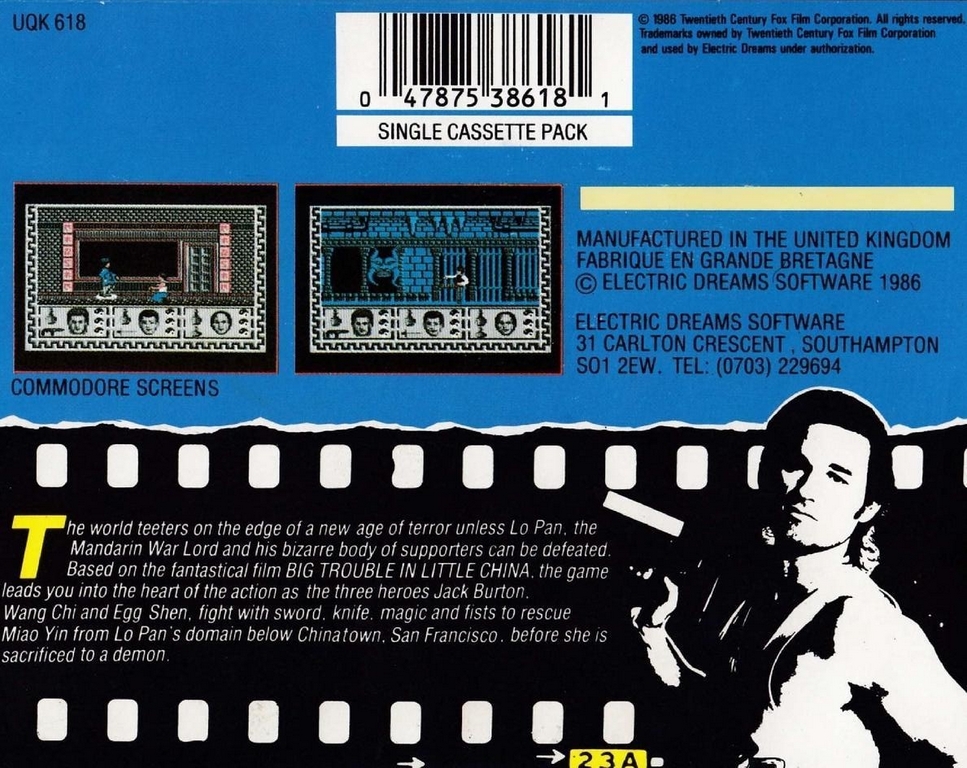 UQK 618
© 1986 Twentieth Century Fox Film Corporation. All rights reserved.
Trademarks owned by Twentieth Century Fox Film Corporation
and used by Electric Dreams under authorization.
0 47875 38618 1
SINGLE CASSETTE PACK
MANUFACTURED IN THE UNITED KINGDOM
FABRIQUE EN GRANDE BRETAGNE
© ELECTRIC DREAMS SOFTWARE 1986
ELECTRIC DREAMS SOFTWARE
31 CARLTON CRESCENT, SOUTHAMPTON
SO1 2EW. TEL: (0703) 229694
COMMODORE SCREENS
The world teeters on the edge of a new age of terror unless Lo Pan, the
Mandarin War Lord and his bizarre body of supporters can be defeated.
Based on the fantastical film BIG TROUBLE IN LITTLE CHINA, the game
leads you into the heart of the action as the three heroes Jack Burton,
Wang Chi and Egg Shen, fight with sword, knife, magic and fists to rescue
Miao Yin from Lo Pan's domain below Chinatown, San Francisco, before she is
sacrificed to a demon.
23A